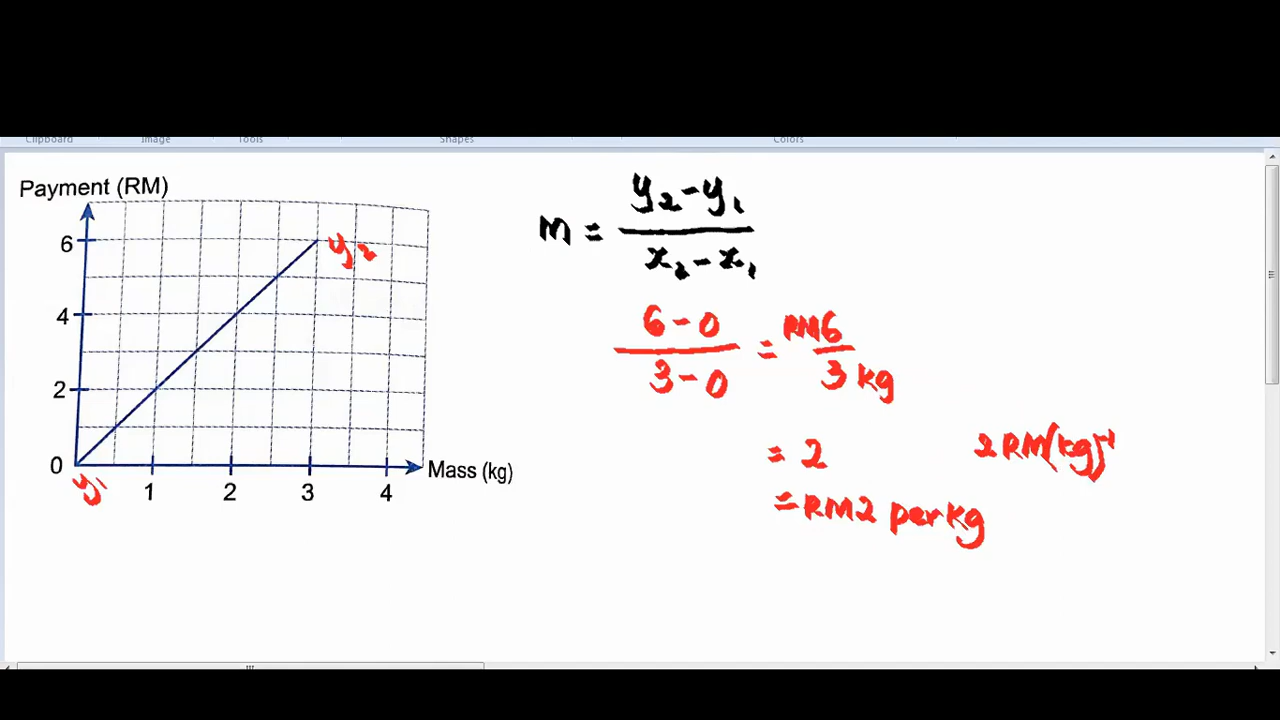 Clipboard Image Tools Shapes Colors
Payment (RM)
6
4
2
0
1 2 3 4
Mass (kg)
y2
y1
m = y2 - y1
x2 - x1
6 - 0 = RM6
3 - 0 3 kg
= 2
2 RM(kg)-1
= RM2 per kg